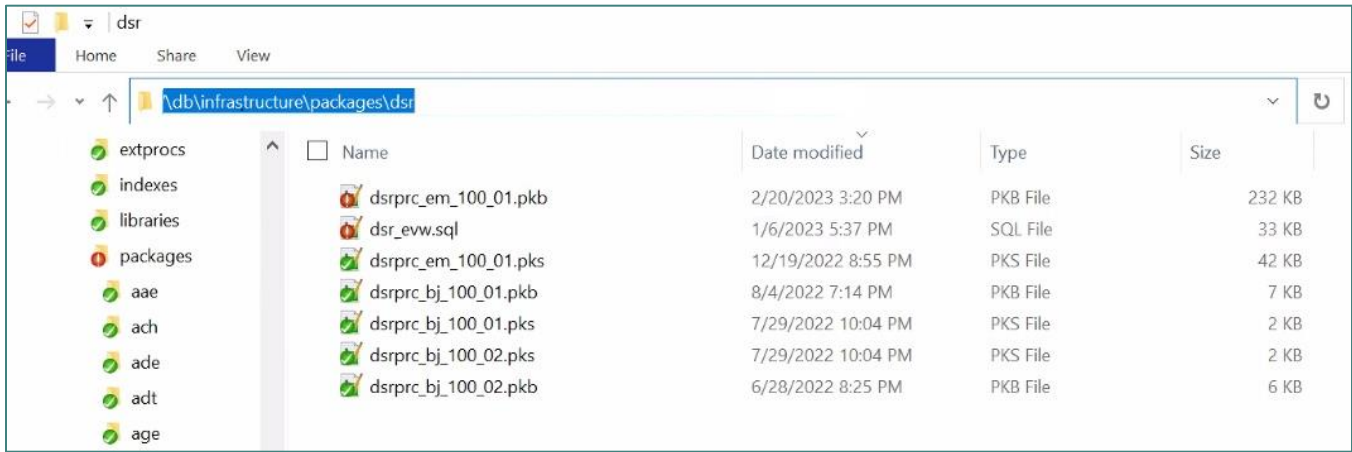 dsr
File Home Share View
\db\infrastructure\packages\dsr
extprocs
indexes
libraries
packages
aae
ach
ade
adt
age
Name Date modified Type Size
dsrprc_em_100_01.pkb 2/20/2023 3:20 PM PKB File 232 KB
dsr_evw.sql 1/6/2023 5:37 PM SQL File 33 KB
dsrprc_em_100_01.pks 12/19/2022 8:55 PM PKS File 42 KB
dsrprc_bj_100_01.pkb 8/4/2022 7:14 PM PKB File 7 KB
dsrprc_bj_100_01.pks 7/29/2022 10:04 PM PKS File 2 KB
dsrprc_bj_100_02.pks 7/29/2022 10:04 PM PKS File 2 KB
dsrprc_bj_100_02.pkb 6/28/2022 8:25 PM PKB File 6 KB